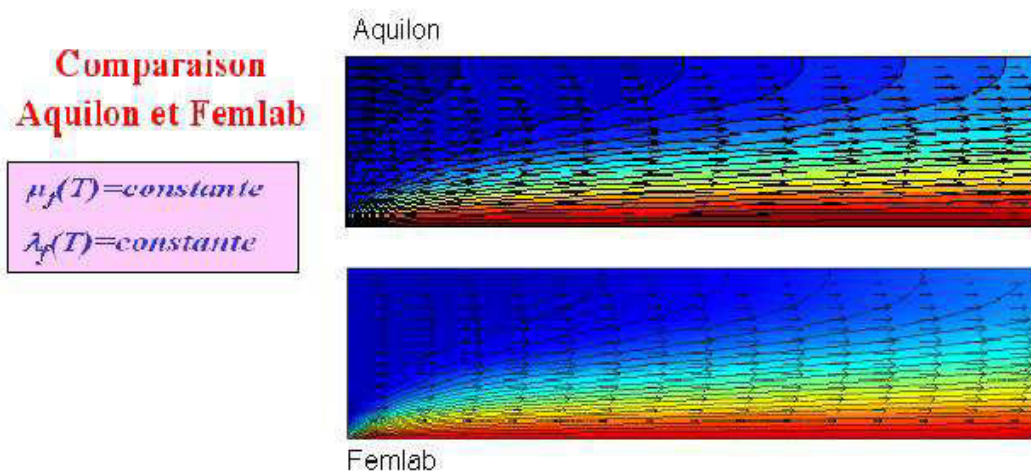 Aquilon
Comparaison
Aquilon et Femlab
μf(T)=constante
λf(T)=constante
Femlab